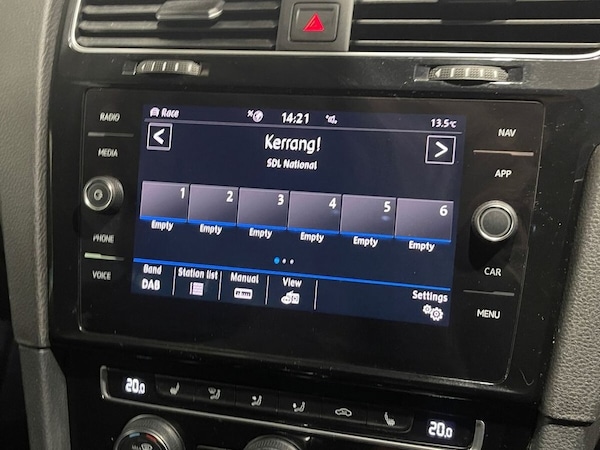 RADIO
MEDIA
PHONE
VOICE
Race
14:21
13.5°C
<
Kerrang!
>
SDL National
1 2 3 4 5 6
Empty Empty Empty Empty Empty Empty
Band Station list Manual View Settings
DAB
NAV
APP
CAR
MENU
20.0
20.0